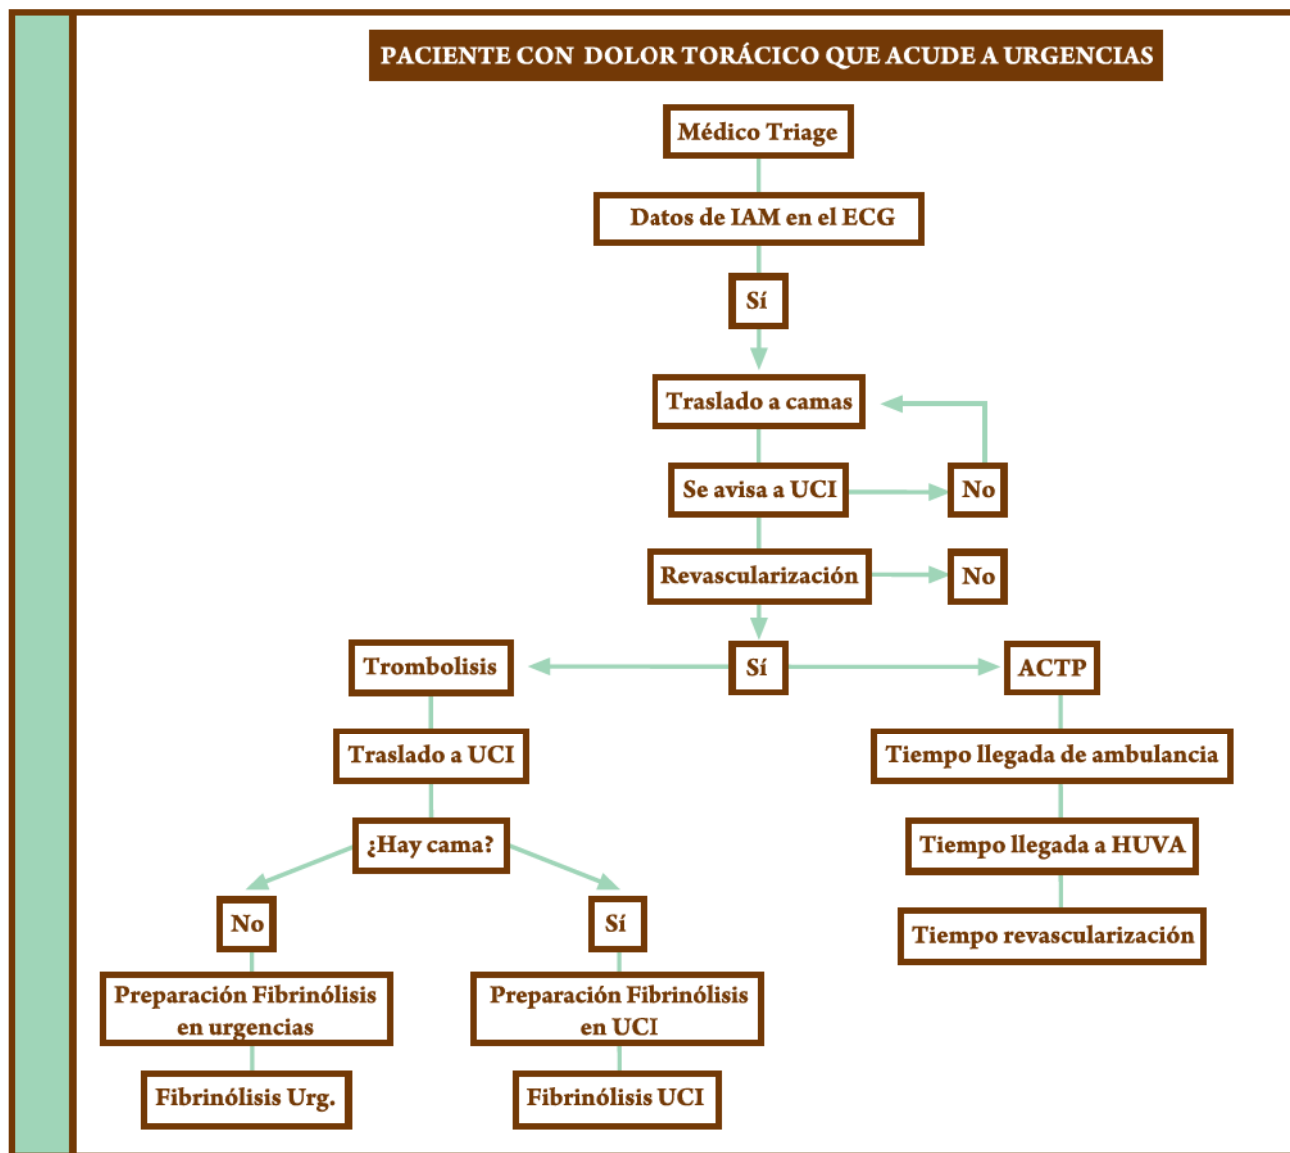 PACIENTE CON DOLOR TORÁCICO QUE ACUDE A URGENCIAS
Médico Triage
Datos de IAM en el ECG
Sí
Traslado a camas
Se avisa a UCI
No
Revascularización
No
Trombolisis
Sí
ACTP
Traslado a UCI
Tiempo llegada de ambulancia
¿Hay cama?
Tiempo llegada a HUVA
No
Sí
Tiempo revascularización
Preparación Fibrinólisis
en urgencias
Preparación Fibrinólisis
en UCI
Fibrinólisis Urg.
Fibrinólisis UCI